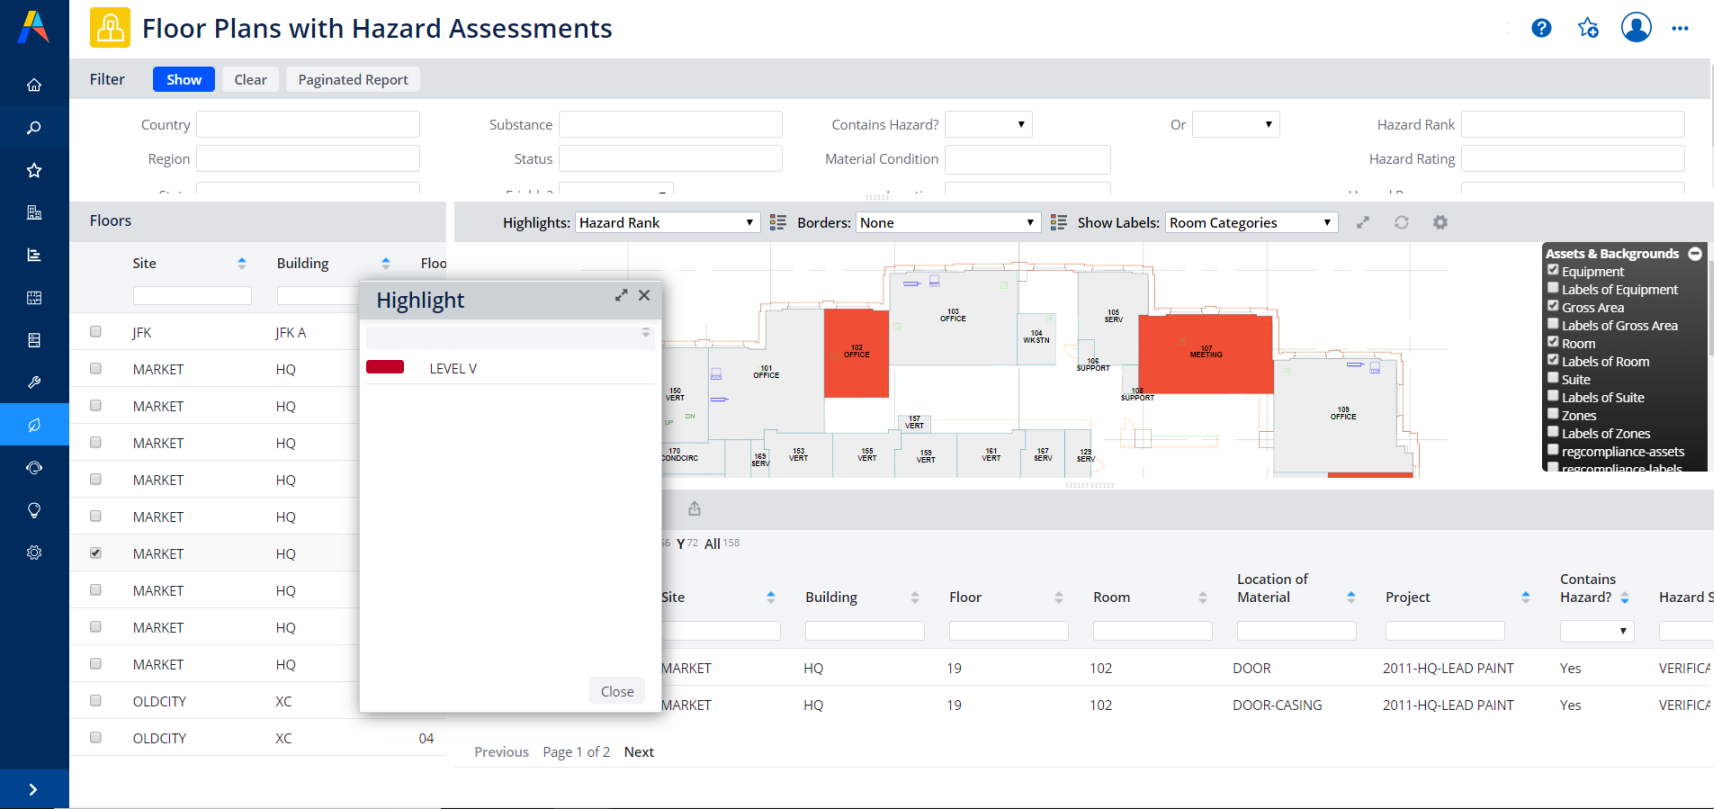 Floor Plans with Hazard Assessments
Filter Show Clear Paginated Report
Country Substance Contains Hazard? Or Hazard Rank
Region Status Material Condition Hazard Rating
Floors
Highlights: Hazard Rank Borders: None Show Labels: Room Categories
Site Building Floo
JFK JFK A
MARKET HQ
MARKET HQ
MARKET HQ
MARKET HQ
MARKET HQ
MARKET HQ
MARKET HQ
MARKET HQ
MARKET HQ
OLDCITY XC
OLDCITY XC 04
Highlight
LEVEL V
Close
103
OFFICE
105
SERV
104
WKSTN
102
OFFICE
107
MEETING
106
SUPPORT
101
OFFICE
150
VERT
108
SUPPORT
109
OFFICE
157
VERT
UP
DN
170
CONDCIRC
169
SERV
153
VERT
155
VERT
159
VERT
161
VERT
167
SERV
129
SERV
Assets & Backgrounds
Equipment
Labels of Equipment
Gross Area
Labels of Gross Area
Room
Labels of Room
Suite
Labels of Suite
Zones
Labels of Zones
regcompliance-assets
regcompliance-labels
Y 72 All 158
Site Building Floor Room Location of Material Project Contains Hazard? Hazard S
MARKET HQ 19 102 DOOR 2011-HQ-LEAD PAINT Yes VERIFICA
MARKET HQ 19 102 DOOR-CASING 2011-HQ-LEAD PAINT Yes VERIFICA
Previous Page 1 of 2 Next